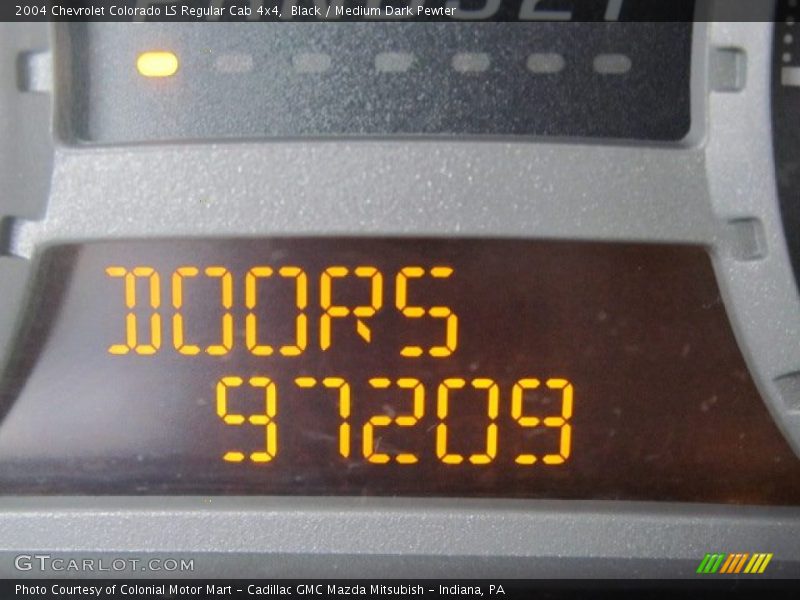 2004 Chevrolet Colorado LS Regular Cab 4x4, Black / Medium Dark Pewter
DOORS
97209
GTCARLOT.COM
Photo Courtesy of Colonial Motor Mart - Cadillac GMC Mazda Mitsubish - Indiana, PA